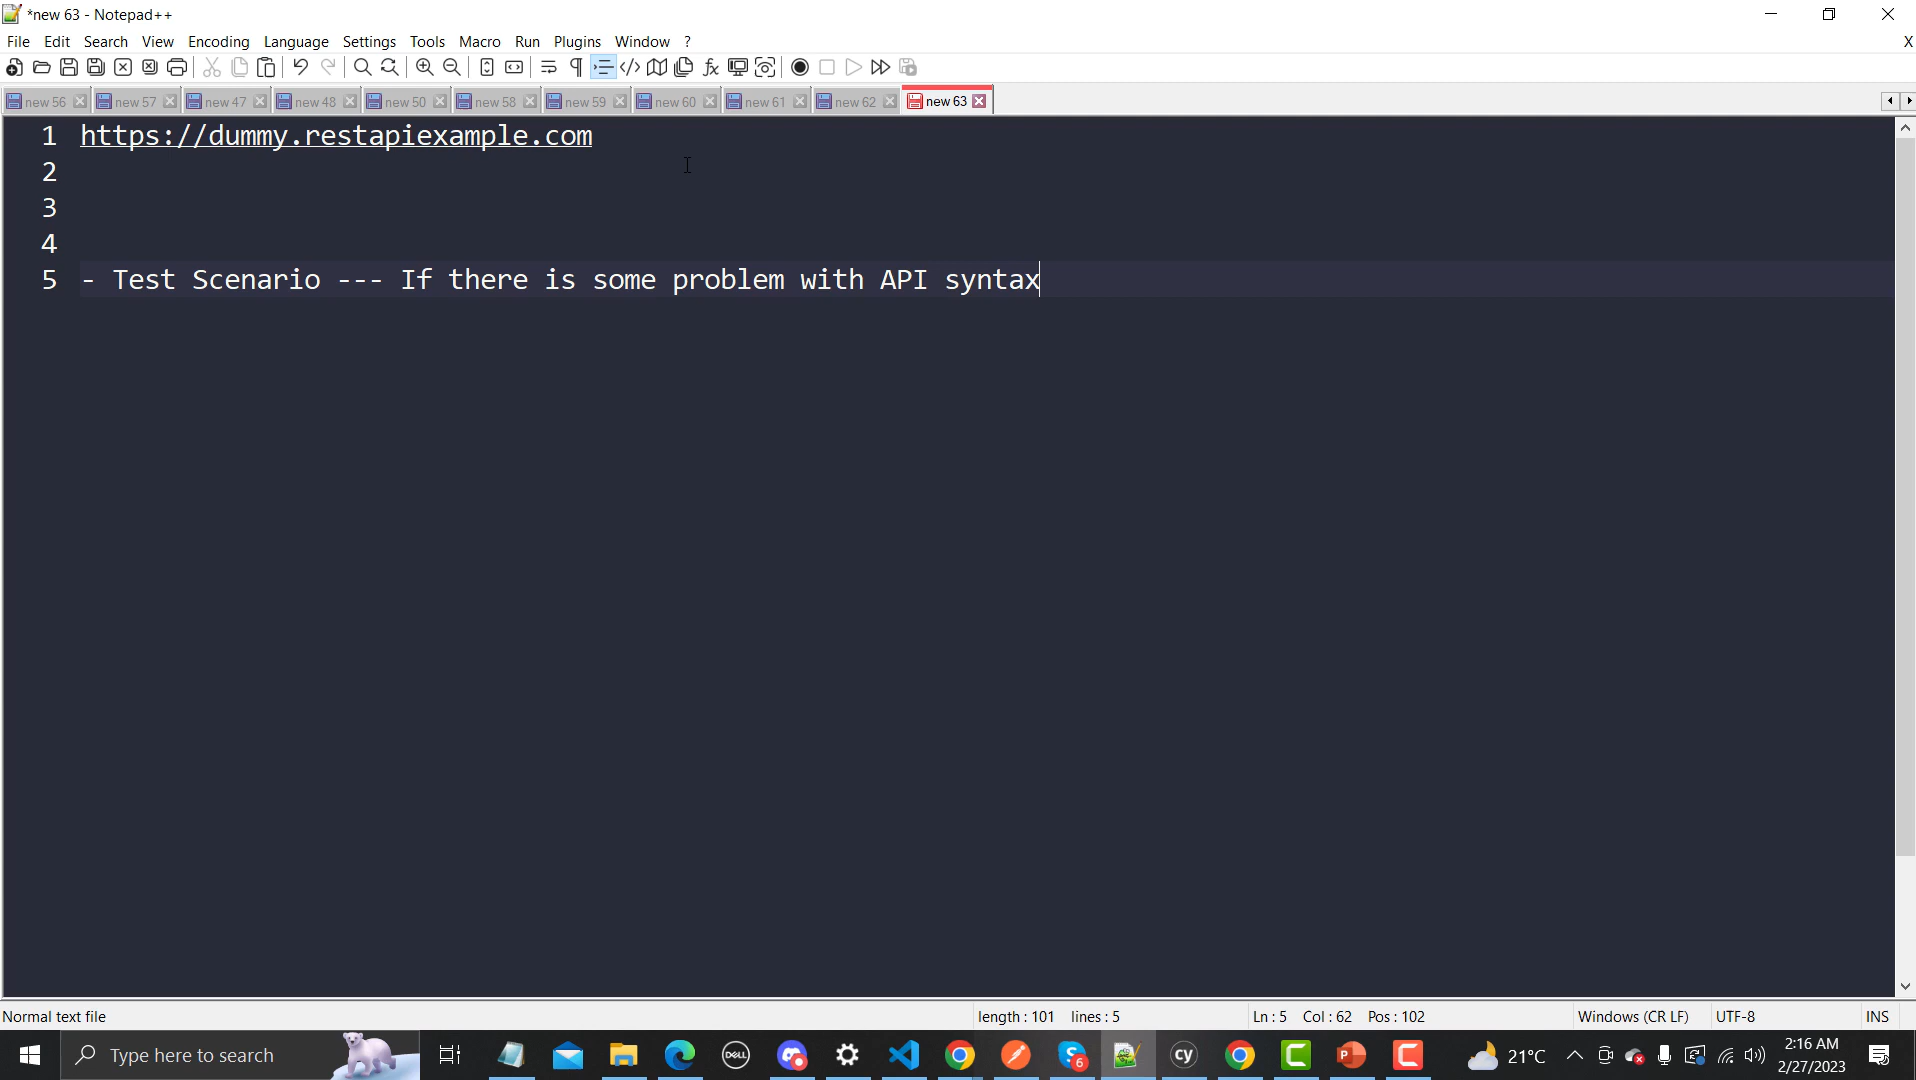 *new 63 - Notepad++
File Edit Search View Encoding Language Settings Tools Macro Run Plugins Window ? X
new 56 new 57 new 47 new 48 new 50 new 58 new 59 new 60 new 61 new 62 new 63
1 https://dummy.restapiexample.com
2
3
4
5 - Test Scenario --- If there is some problem with API syntax
Normal text file length : 101 lines : 5 Ln : 5 Col : 62 Pos : 102 Windows (CR LF) UTF-8 INS
Type here to search DELL 6 cy 21°C 2:16 AM
2/27/2023